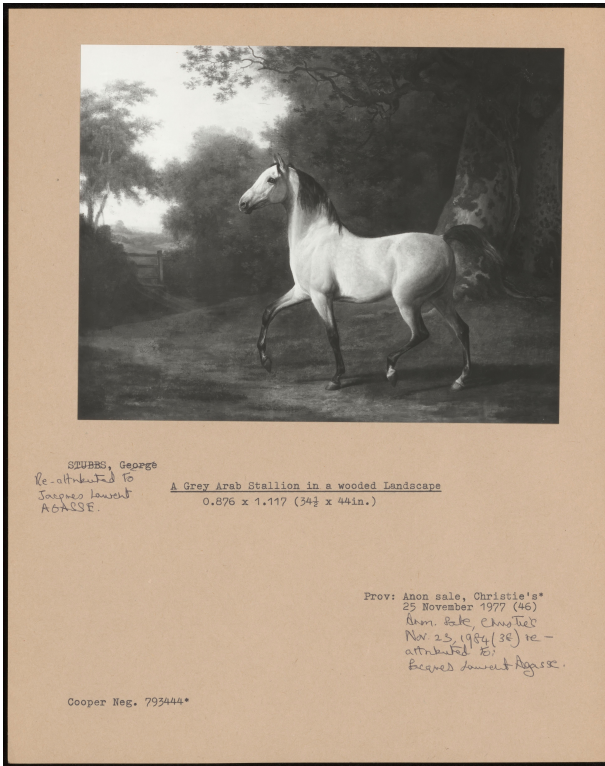 STUBBS, George
Re-attributed to
Jacques Laurent
AGASSE.
A Grey Arab Stallion in a wooded Landscape
0.876 x 1.117 (34½ x 44in.)
Prov: Anon sale, Christie's*
25 November 1977 (46)
Anon. Sale, Christie's
Nov 23, 1984 (38) re-
attributed to:
Jacques Laurent Agasse.
Cooper Neg. 793444*